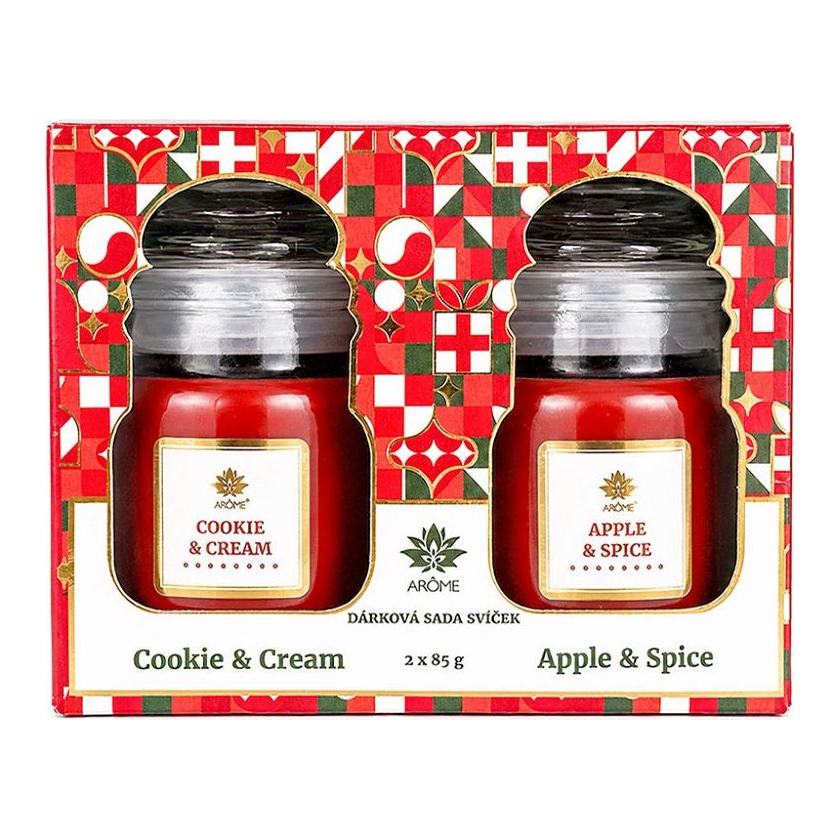 ARÔME®
COOKIE
& CREAM
ARÔME
APPLE
& SPICE
ARÔME
DÁRKOVÁ SADA SVÍČEK
Cookie & Cream
2 x 85 g
Apple & Spice